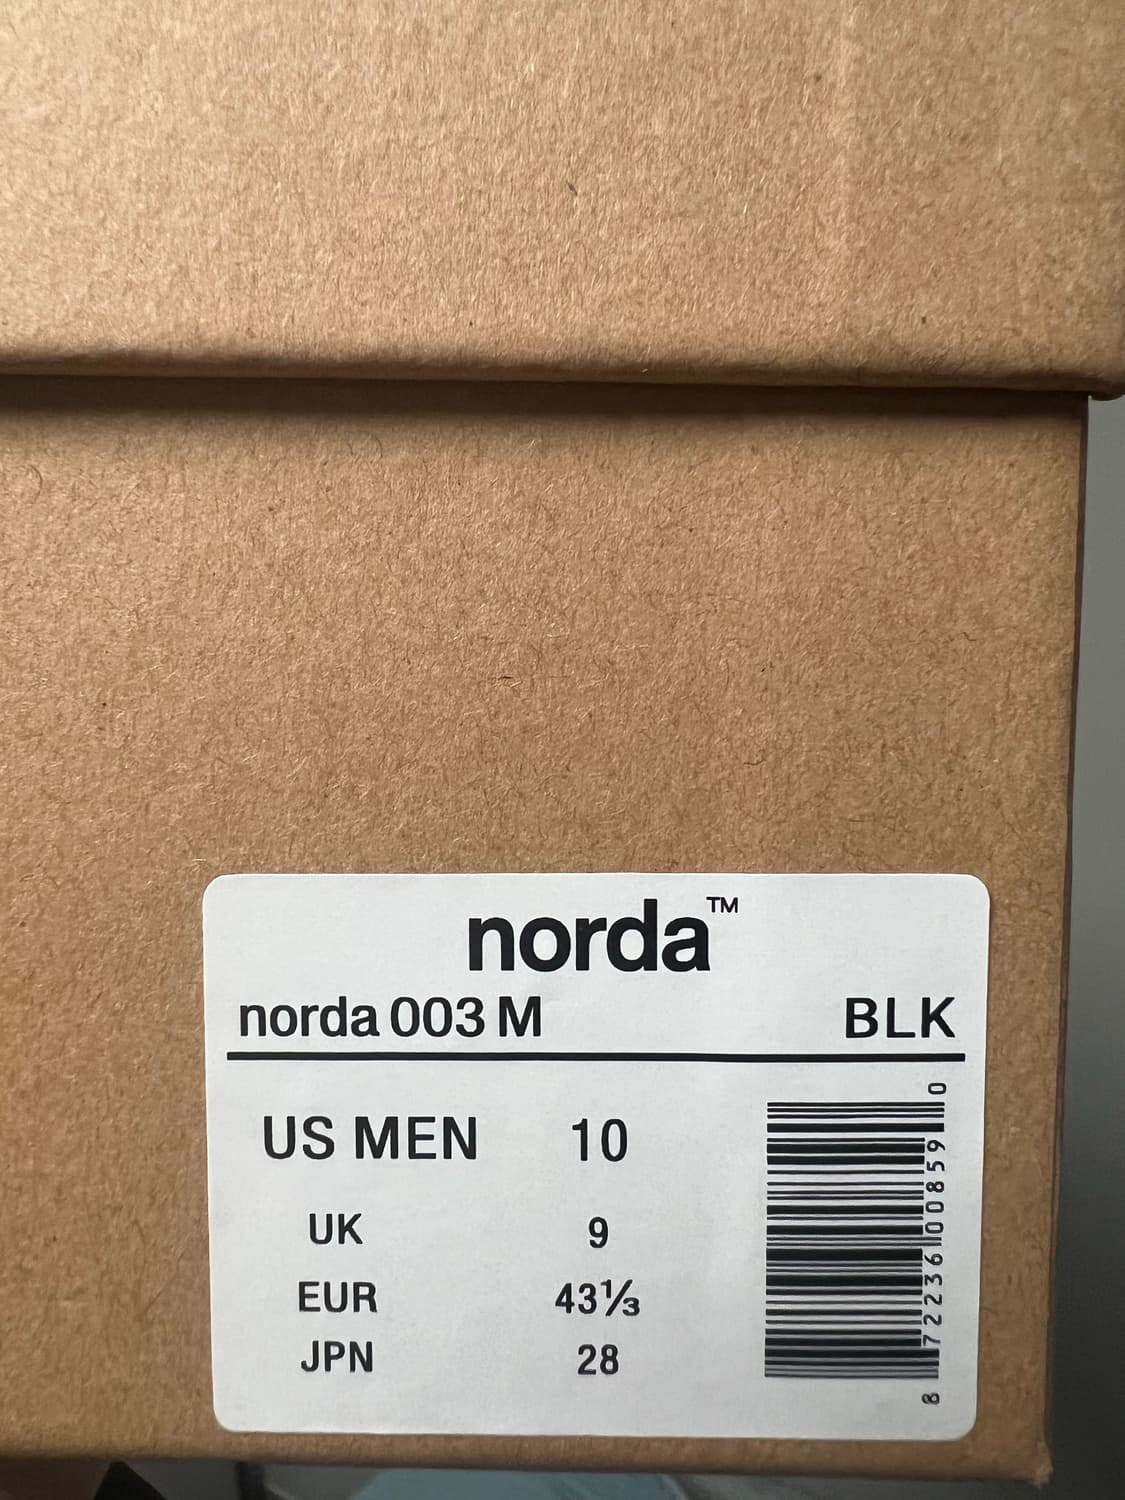 norda™
norda 003 M BLK
US MEN 10
UK 9
EUR 43⅓
JPN 28
8 72236 00859 0